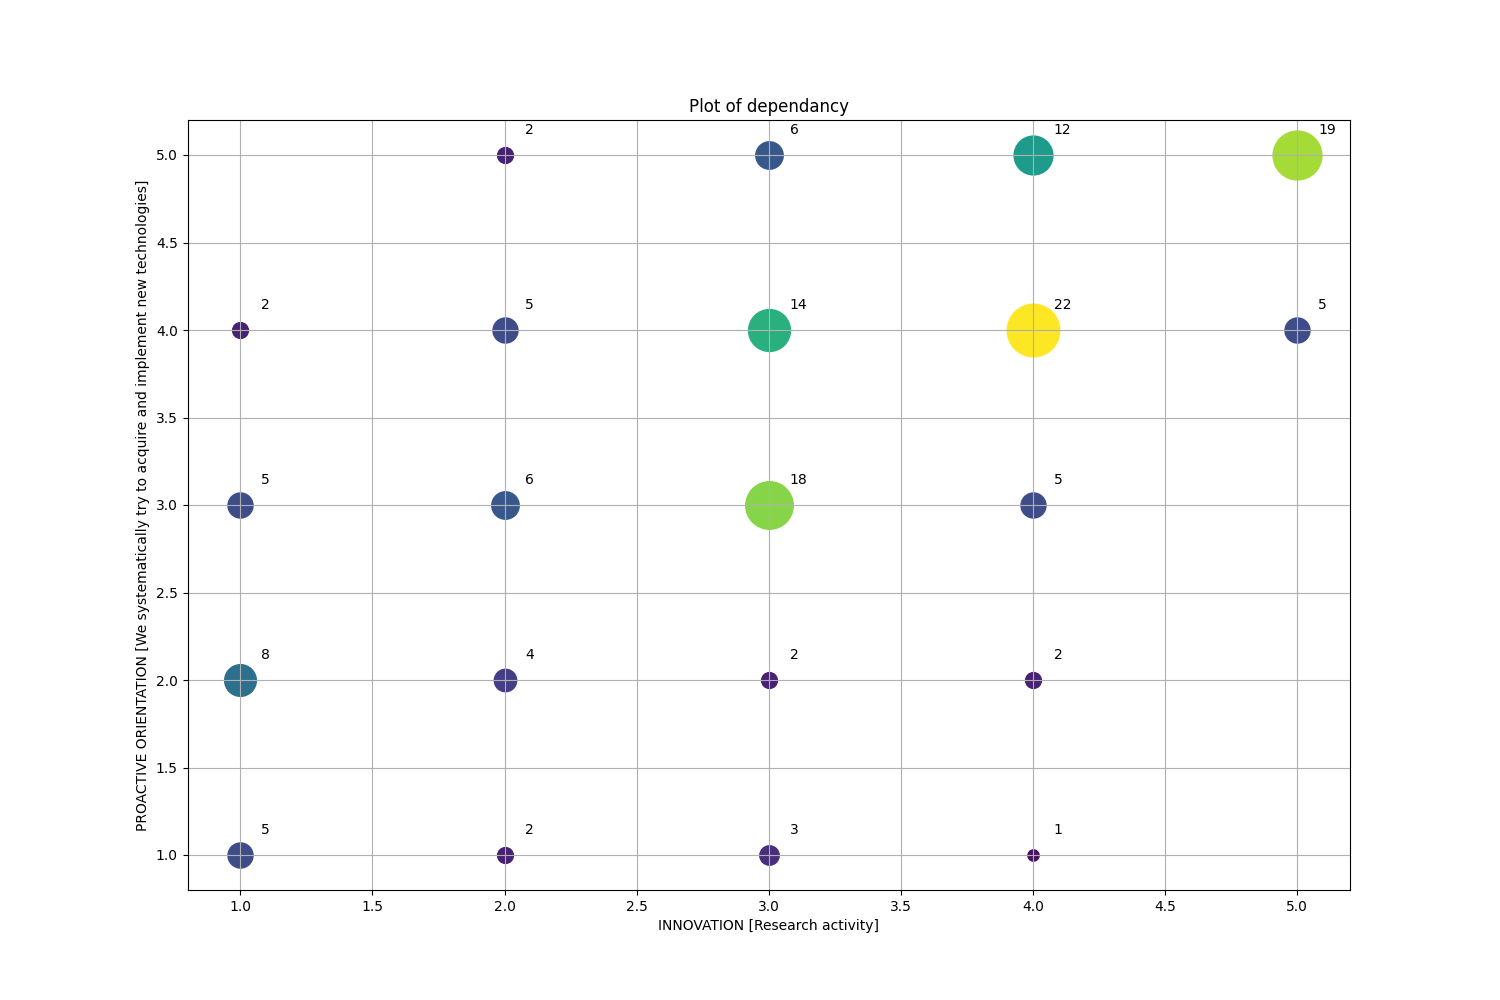 Plot of dependancy
2 6 12 19
5.0
4.5
2 5 14 22 5
4.0
3.5
5 6 18 5
3.0
2.5
8 4 2 2
2.0
1.5
5 2 3 1
1.0
PROACTIVE ORIENTATION [We systematically try to acquire and implement new technologies]
1.0 1.5 2.0 2.5 3.0 3.5 4.0 4.5 5.0
INNOVATION [Research activity]